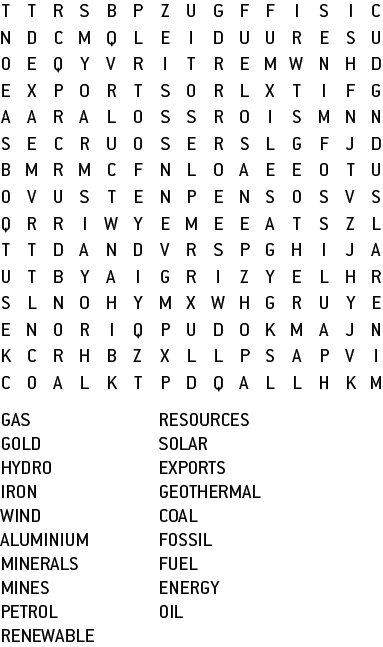 T T R S B P Z U G F F I S I C
N D C M Q L E I D U U R E S U
O E Q Y V R I T R E M W N H D
E X P O R T S O R L X T I F G
A A R A L O S S R O I S M N N
S E C R U O S E R S L G F J D
B M R M C F N L O A E E O T U
O V U S T E N P E N S O S V S
Q R R I W Y E M E E A T S Z L
T T D A N D V R S P G H I J A
U T B Y A I G R I Z Y E L H R
S L N O H Y M X W H G R U Y E
E N O R I Q P U D O K M A J N
K C R H B Z X L L P S A P V I
C O A L K T P D Q A L L H K M
GAS RESOURCES
GOLD SOLAR
HYDRO EXPORTS
IRON GEOTHERMAL
WIND COAL
ALUMINIUM FOSSIL
MINERALS FUEL
MINES ENERGY
PETROL OIL
RENEWABLE